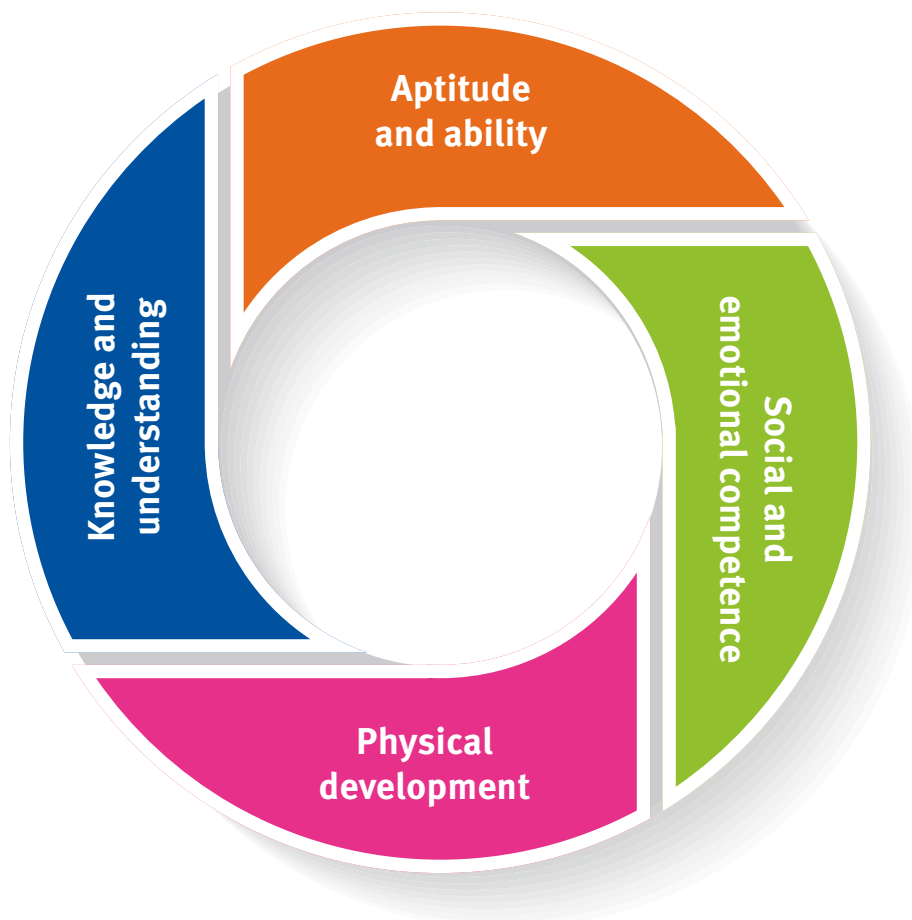 Aptitude
and ability
Social and
emotional competence
Physical
development
Knowledge and
understanding